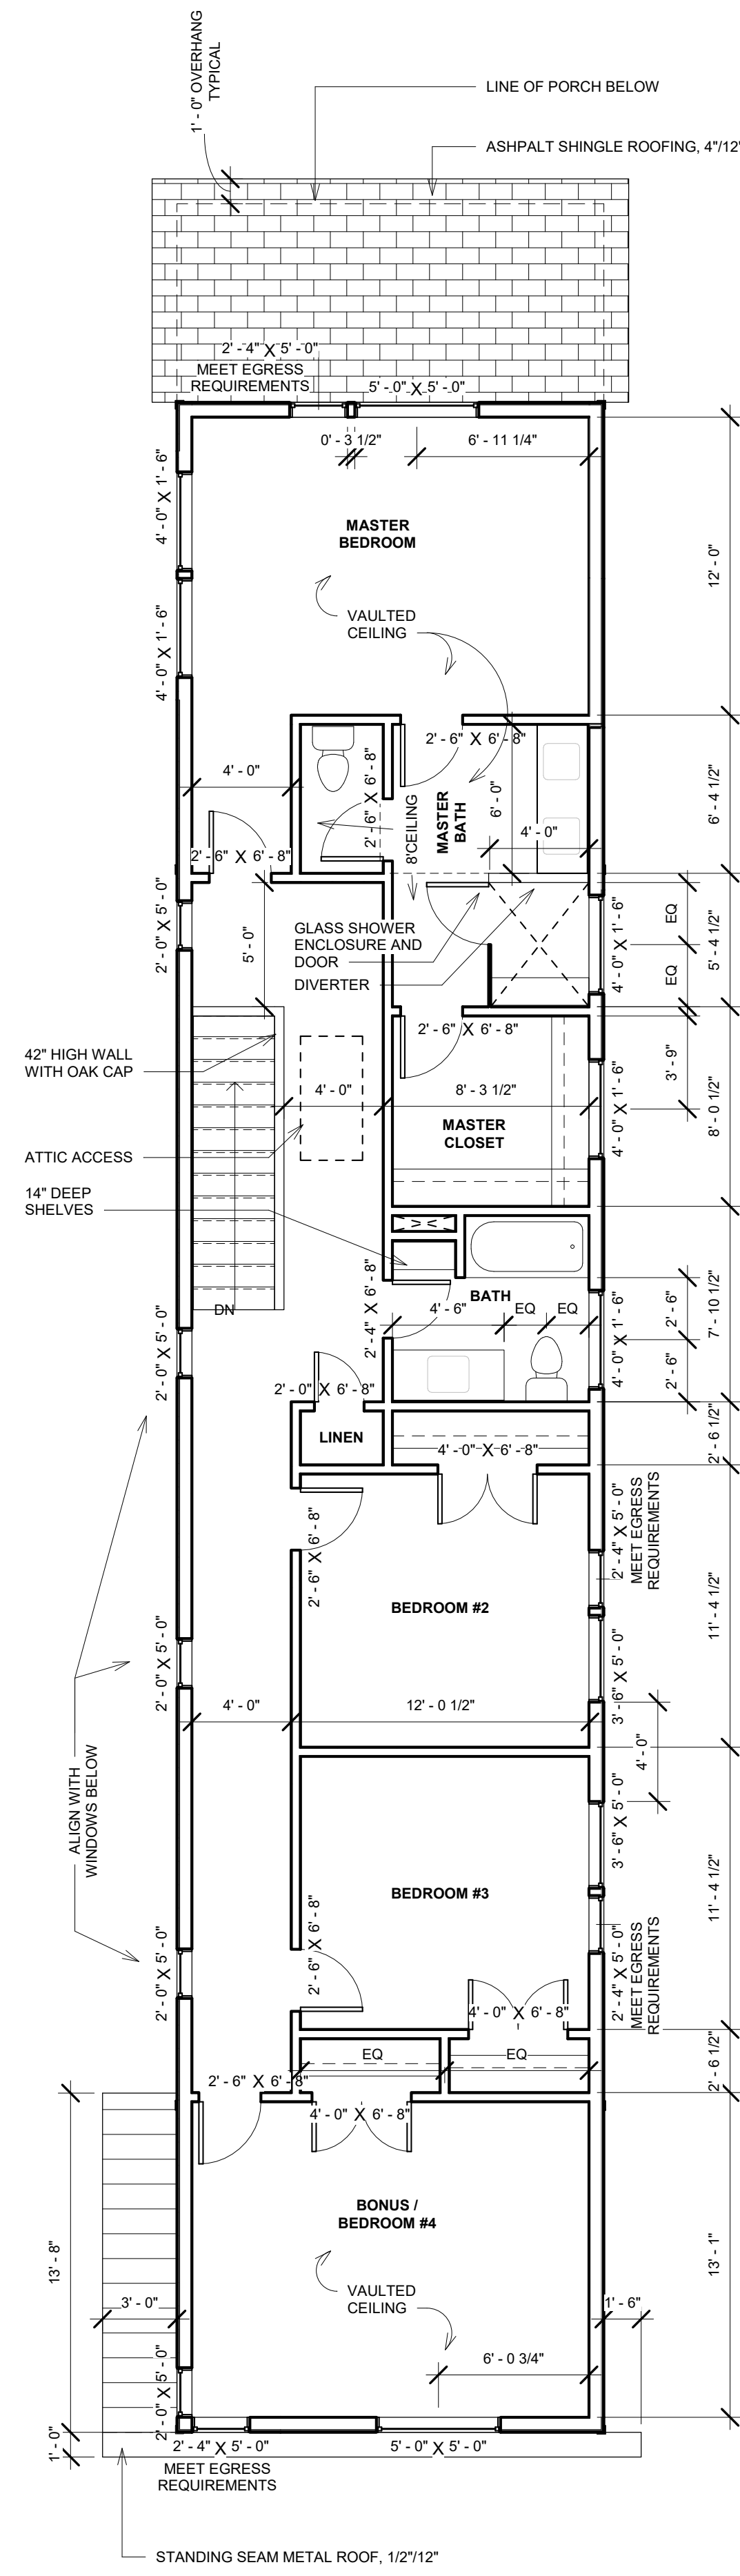 1' - 0" OVERHANG
TYPICAL
LINE OF PORCH BELOW
ASHPALT SHINGLE ROOFING, 4"/12"
2' - 4" X 5' - 0"
MEET EGRESS
REQUIREMENTS
5' - 0" X 5' - 0"
0' - 3 1/2"
6' - 11 1/4"
4' - 0" X 1' - 6"
MASTER
BEDROOM
12' - 0"
VAULTED
CEILING
4' - 0" X 1' - 6"
2' - 6" X 6' - 8"
4' - 0"
2' - 6" X 6' - 8"
8'CEILING
MASTER
BATH
6' - 0"
4' - 0"
6' - 4 1/2"
2' - 6" X 6' - 8"
2' - 0" X 5' - 0"
5' - 0"
GLASS SHOWER
ENCLOSURE AND
DOOR
DIVERTER
4' - 0" X 1' - 6"
EQ
EQ
5' - 4 1/2"
2' - 6" X 6' - 8"
42" HIGH WALL
WITH OAK CAP
4' - 0"
8' - 3 1/2"
MASTER
CLOSET
4' - 0" X 1' - 6"
3' - 9"
8' - 0 1/2"
ATTIC ACCESS
14" DEEP
SHELVES
DN
2' - 4" X 6' - 8"
BATH
4' - 6"
EQ
EQ
4' - 0" X 1' - 6"
2' - 6"
2' - 6"
7' - 10 1/2"
2' - 0" X 5' - 0"
2' - 0" X 6' - 8"
LINEN
4' - 0" X 6' - 8"
2' - 6 1/2"
2' - 6" X 6' - 8"
2' - 4" X 5' - 0"
MEET EGRESS
REQUIREMENTS
BEDROOM #2
11' - 4 1/2"
2' - 0" X 5' - 0"
3' - 6" X 5' - 0"
4' - 0"
12' - 0 1/2"
4' - 0"
ALIGN WITH
WINDOWS BELOW
3' - 6" X 5' - 0"
BEDROOM #3
11' - 4 1/2"
2' - 6" X 6' - 8"
2' - 0" X 5' - 0"
2' - 4" X 5' - 0"
MEET EGRESS
REQUIREMENTS
4' - 0" X 6' - 8"
EQ
EQ
2' - 6 1/2"
2' - 6" X 6' - 8"
4' - 0" X 6' - 8"
BONUS /
BEDROOM #4
13' - 8"
13' - 1"
VAULTED
CEILING
3' - 0"
1' - 6"
6' - 0 3/4"
2' - 0" X 5' - 0"
1' - 0"
2' - 4" X 5' - 0"
5' - 0" X 5' - 0"
MEET EGRESS
REQUIREMENTS
STANDING SEAM METAL ROOF, 1/2"/12"